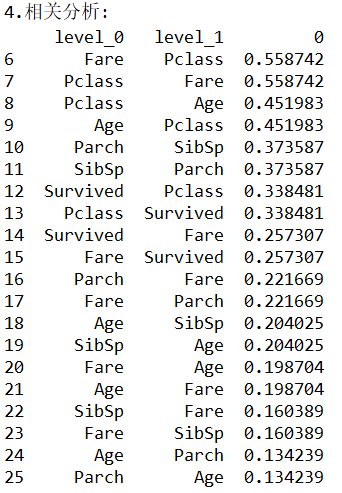 4.相关分析:
level_0 level_1 0
6 Fare Pclass 0.558742
7 Pclass Fare 0.558742
8 Pclass Age 0.451983
9 Age Pclass 0.451983
10 Parch SibSp 0.373587
11 SibSp Parch 0.373587
12 Survived Pclass 0.338481
13 Pclass Survived 0.338481
14 Survived Fare 0.257307
15 Fare Survived 0.257307
16 Parch Fare 0.221669
17 Fare Parch 0.221669
18 Age SibSp 0.204025
19 SibSp Age 0.204025
20 Fare Age 0.198704
21 Age Fare 0.198704
22 SibSp Fare 0.160389
23 Fare SibSp 0.160389
24 Age Parch 0.134239
25 Parch Age 0.134239